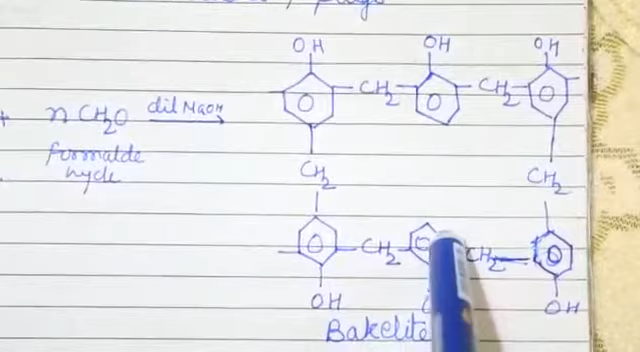 OH OH OH
CH2 CH2
+ n CH2O dil NaOH
formalde
hyde
CH2 CH2
CH2 CH2
OH OH
Bakelite